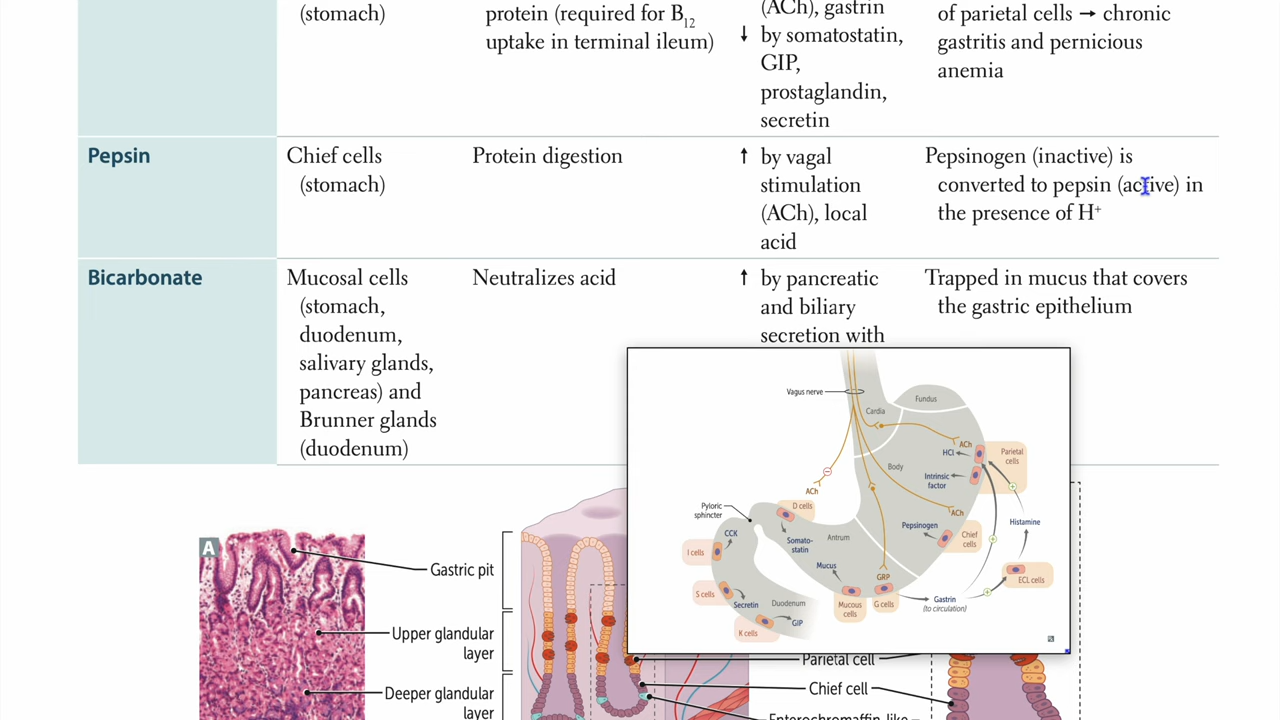 (stomach)
protein (required for B12
uptake in terminal ileum)
(ACh), gastrin
↓ by somatostatin,
GIP,
prostaglandin,
secretin
of parietal cells → chronic
gastritis and pernicious
anemia
Pepsin
Chief cells
(stomach)
Protein digestion
↑ by vagal
stimulation
(ACh), local
acid
Pepsinogen (inactive) is
converted to pepsin (active) in
the presence of H+
Bicarbonate
Mucosal cells
(stomach,
duodenum,
salivary glands,
pancreas) and
Brunner glands
(duodenum)
Neutralizes acid
↑ by pancreatic
and biliary
secretion with
Trapped in mucus that covers
the gastric epithelium
Vagus nerve
Fundus
Cardia
ACh
HCl
Parietal
cells
Body
Intrinsic
factor
ACh
D cells
ACh
Pyloric
sphincter
Histamine
Pepsinogen
Chief
cells
CCK
Somato-
statin
Antrum
I cells
Mucus
GRP
ECL cells
S cells
Secretin
Duodenum
Mucous
cells
G cells
Gastrin
(to circulation)
K cells
GIP
A
Gastric pit
Upper glandular
layer
Deeper glandular
layer
Parietal cell
Chief cell
Enterochromaffin-like